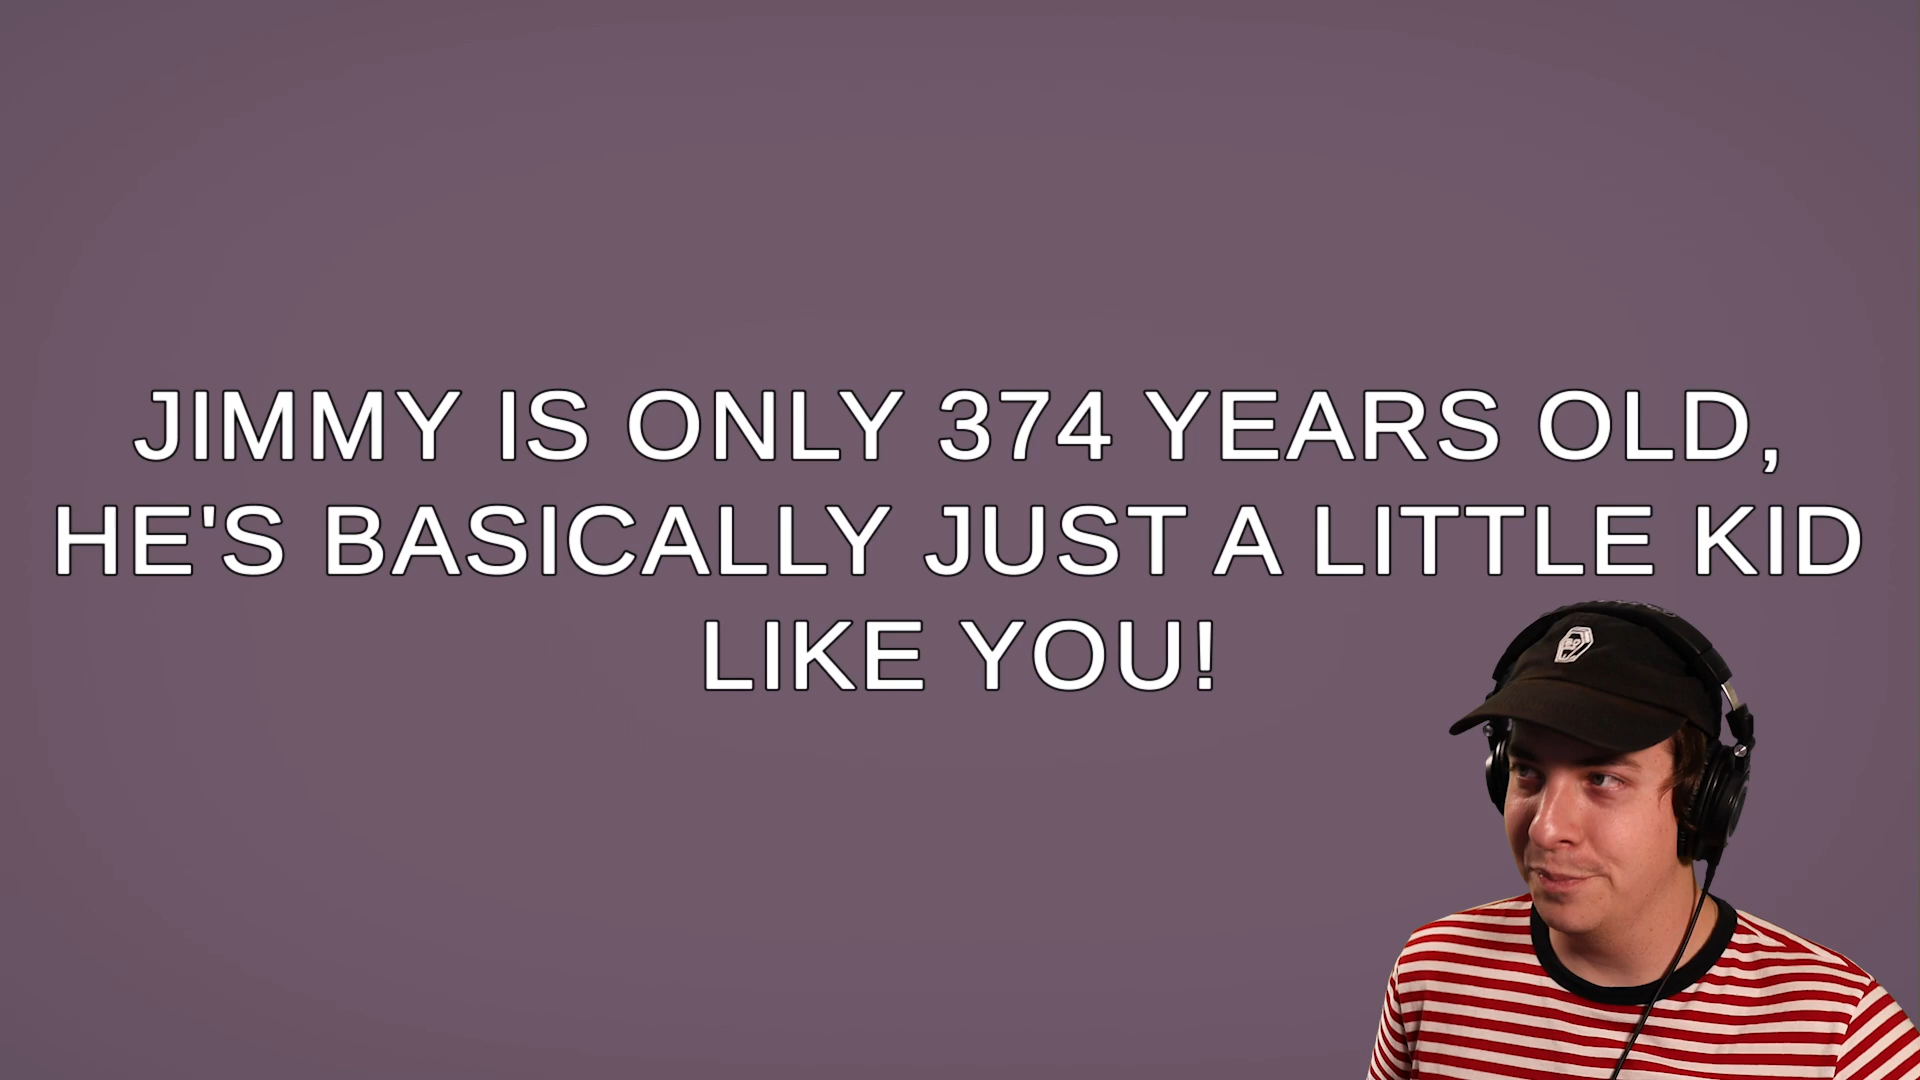 JIMMY IS ONLY 374 YEARS OLD,
HE'S BASICALLY JUST A LITTLE KID
LIKE YOU!